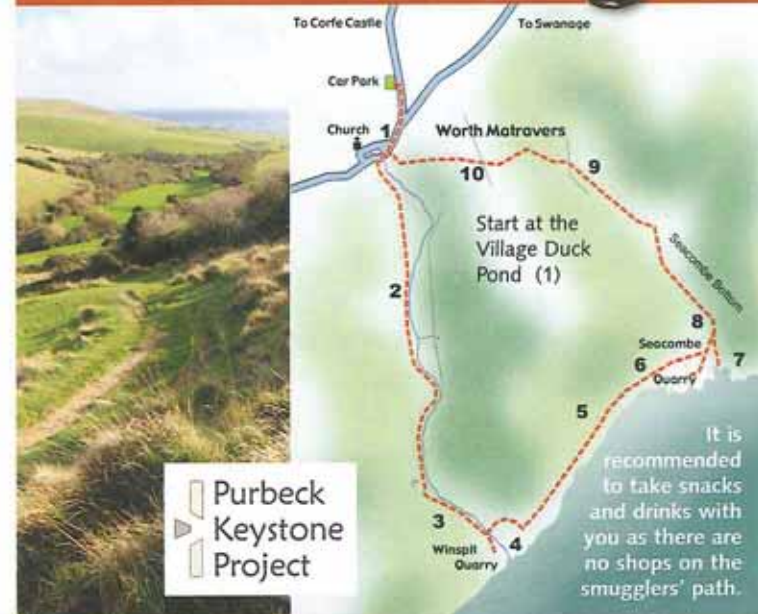 To Corfe Castle
To Swanage
Car Park
Church
1
Worth Matravers
10
9
Start at the
Village Duck
Pond (1)
2
Seacombe Bottom
8
Seacombe
7
6
Quarry
5
It is
recommended
to take snacks
and drinks with
you as there are
no shops on the
smugglers' path.
Purbeck
Keystone
Project
3
4
Winspit
Quarry